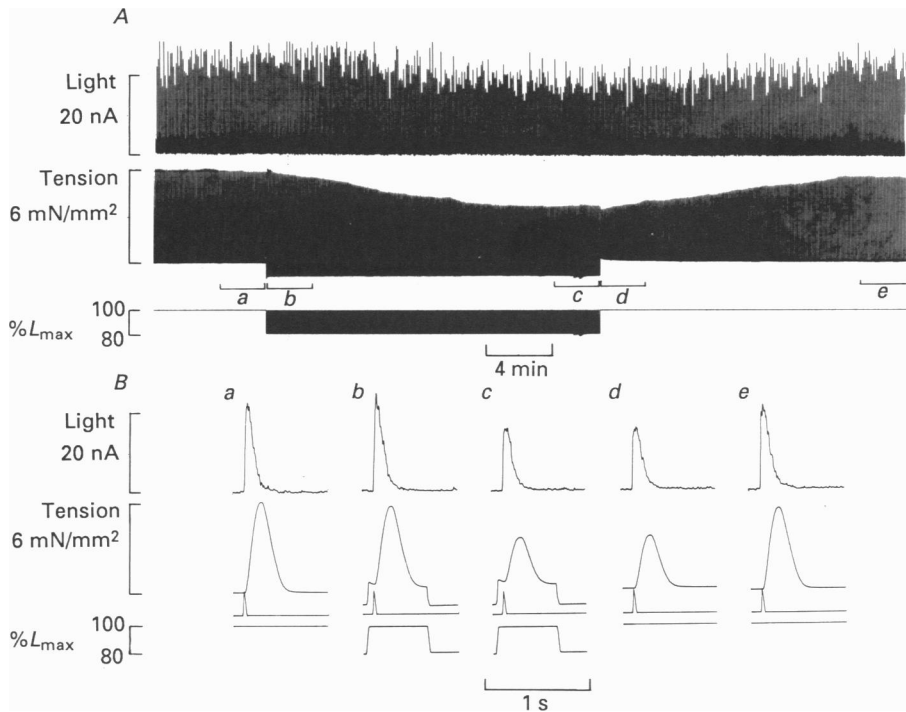 A
Light
20 nA
Tension
6 mN/mm²
a b c d e
%Lmax 100
80
4 min
B
a b c d e
Light
20 nA
Tension
6 mN/mm²
%Lmax 100
80
1 s